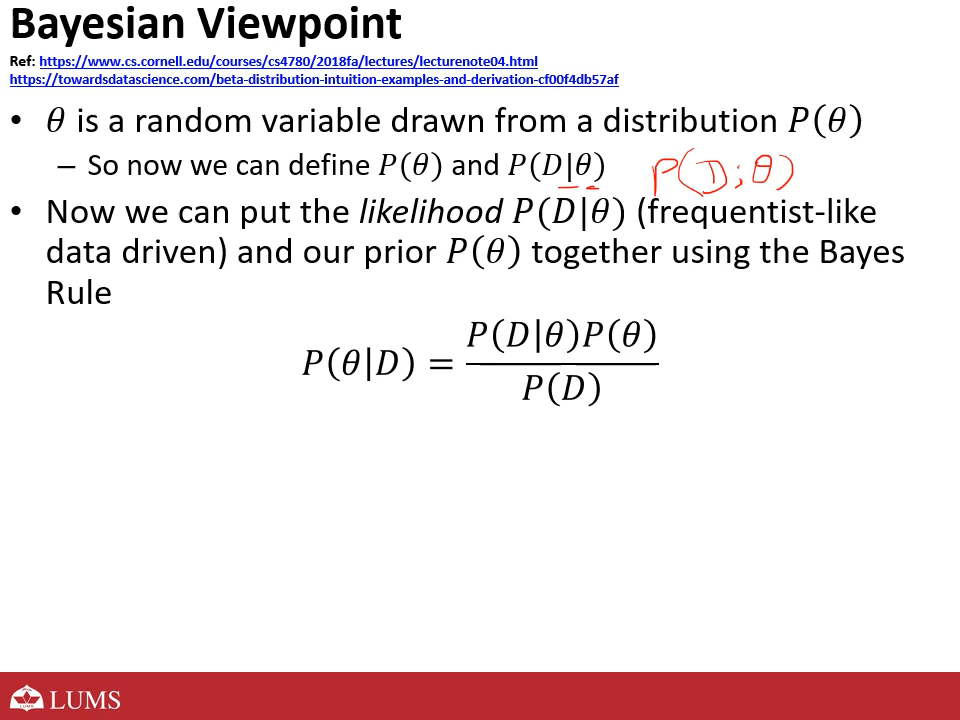 Bayesian Viewpoint
Ref: https://www.cs.cornell.edu/courses/cs4780/2018fa/lectures/lecturenote04.html
https://towardsdatascience.com/beta-distribution-intuition-examples-and-derivation-cf00f4db57af
• 𝜃 is a random variable drawn from a distribution 𝑃(𝜃)
– So now we can define 𝑃(𝜃) and 𝑃(𝐷|𝜃) P(D;θ)
• Now we can put the likelihood 𝑃(𝐷|𝜃) (frequentist-like
data driven) and our prior 𝑃(𝜃) together using the Bayes
Rule
𝑃(𝜃|𝐷) = 𝑃(𝐷|𝜃)𝑃(𝜃)
𝑃(𝐷)
LUMS